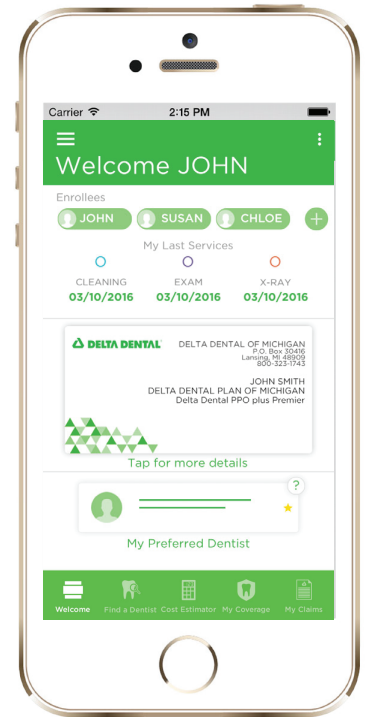 Carrier 2:15 PM
Welcome JOHN
Enrollees
JOHN SUSAN CHLOE +
My Last Services
CLEANING EXAM X-RAY
03/10/2016 03/10/2016 03/10/2016
DELTA DENTAL DELTA DENTAL OF MICHIGAN
P.O. Box 30416
Lansing, MI 48909
800-323-1743
JOHN SMITH
DELTA DENTAL PLAN OF MICHIGAN
Delta Dental PPO plus Premier
Tap for more details
?
My Preferred Dentist
Welcome Find a Dentist Cost Estimator My Coverage My Claims